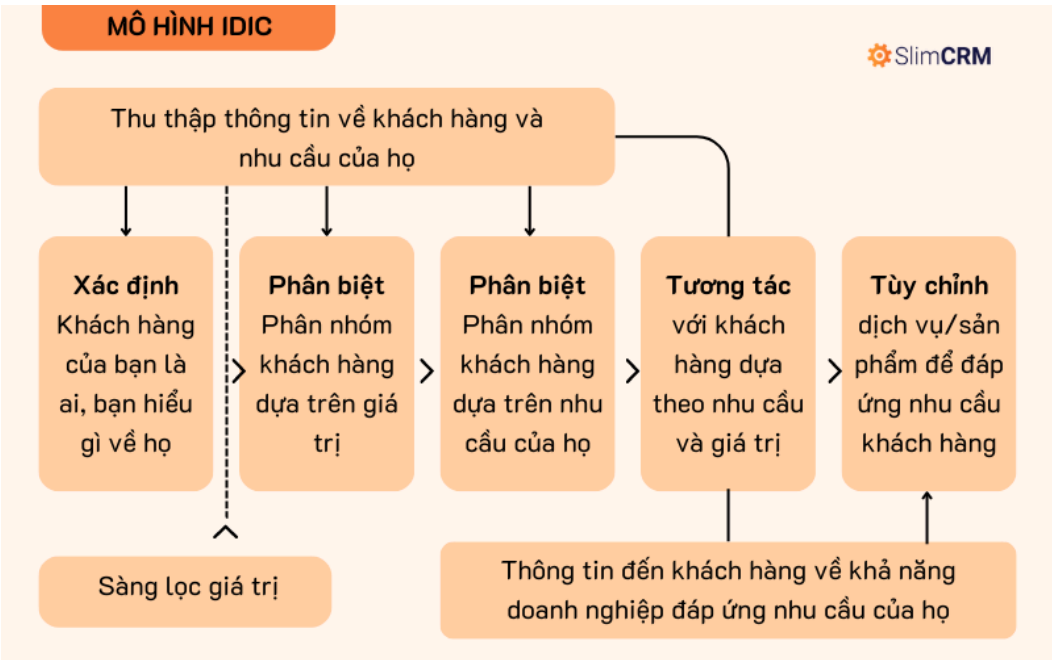 MÔ HÌNH IDIC
SlimCRM
Thu thập thông tin về khách hàng và
nhu cầu của họ
Xác định
Khách hàng
của bạn là
ai, bạn hiểu
gì về họ
Phân biệt
Phân nhóm
khách hàng
dựa trên giá
trị
Phân biệt
Phân nhóm
khách hàng
dựa trên nhu
cầu của họ
Tương tác
với khách
hàng dựa
theo nhu cầu
và giá trị
Tùy chỉnh
dịch vụ/sản
phẩm để đáp
ứng nhu cầu
khách hàng
Sàng lọc giá trị
Thông tin đến khách hàng về khả năng
doanh nghiệp đáp ứng nhu cầu của họ